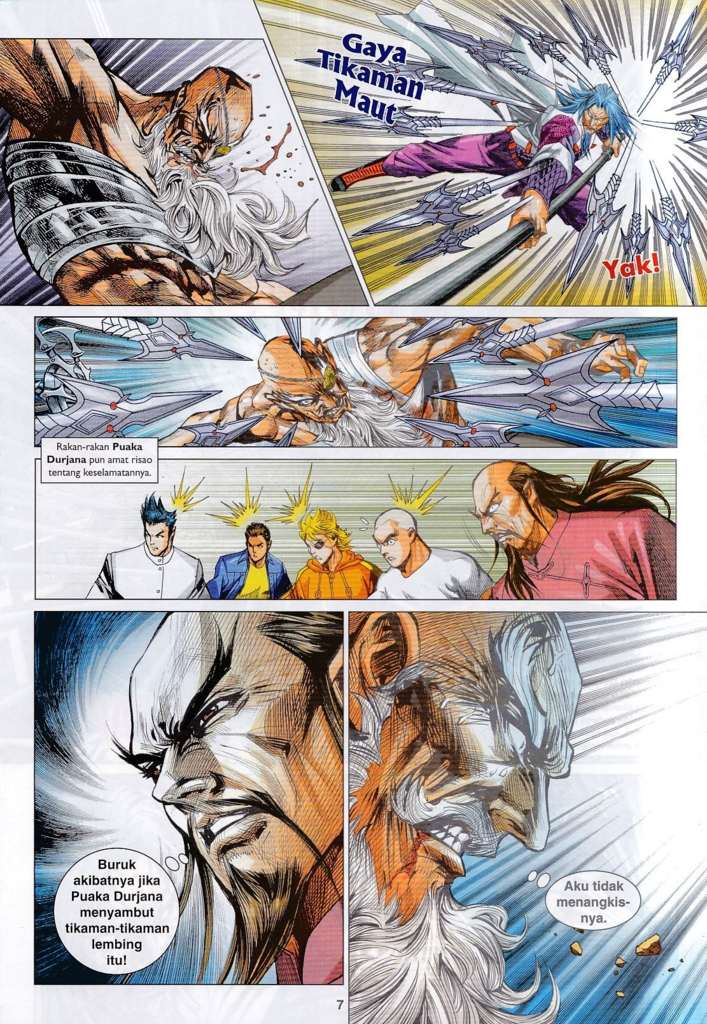 Gaya
Tikaman
Maut
Yak!
Rakan-rakan Puaka
Durjana pun amat risao
tentang keselamatannya.
Buruk
akibatnya jika
Puaka Durjana
menyambut
tikaman-tikaman
lembing
itu!
Aku tidak
menangkis-
nya.
7